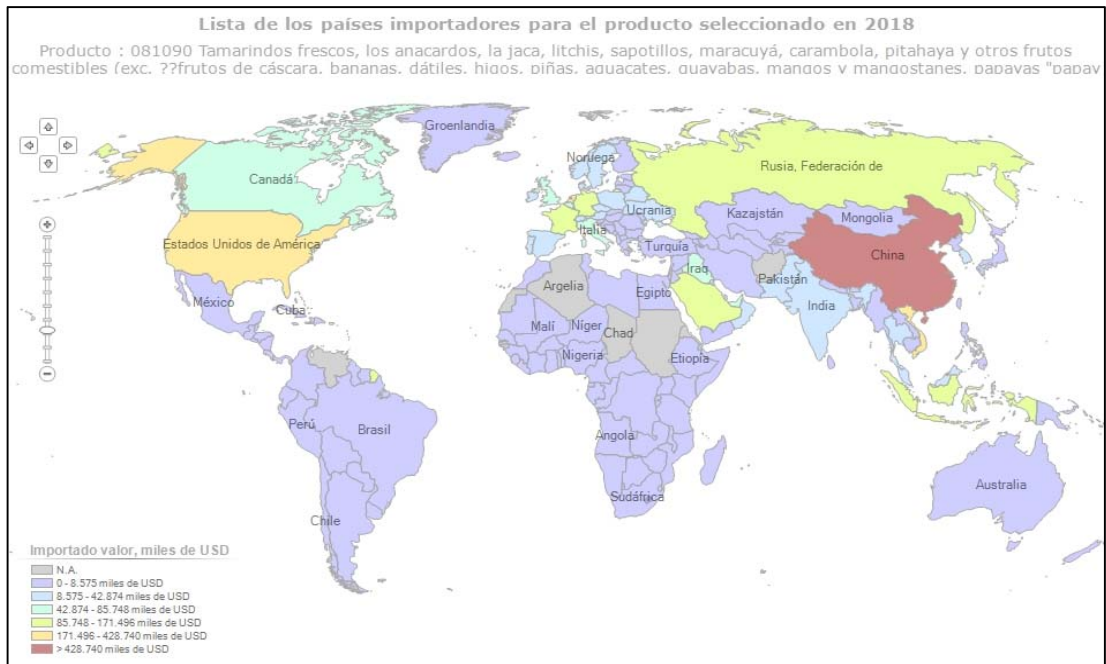 Lista de los países importadores para el producto seleccionado en 2018
Producto : 081090 Tamarindos frescos, los anacardos, la jaca, litchis, sapotillos, maracuyá, carambola, pitahaya y otros frutos
comestibles (exc. ??frutos de cáscara, bananas, dátiles, higos, piñas, aguacates, guayabas, mangos y mangostanes, papayas "papay
Groenlandia
Noruega
Rusia, Federación de
Canadá
Ucrania
Kazajstán
Mongolia
Italia
Estados Unidos de América
Turquía
China
Iraq
Pakistán
Argelia
Egipto
India
México
Cuba
Malí
Níger
Chad
Nigeria
Etiopía
Perú
Brasil
Angola
Australia
Sudáfrica
Chile
Importado valor, miles de USD
N.A.
0 - 8.575 miles de USD
8.575 - 42.874 miles de USD
42.874 - 85.748 miles de USD
85.748 - 171.496 miles de USD
171.496 - 428.740 miles de USD
> 428.740 miles de USD